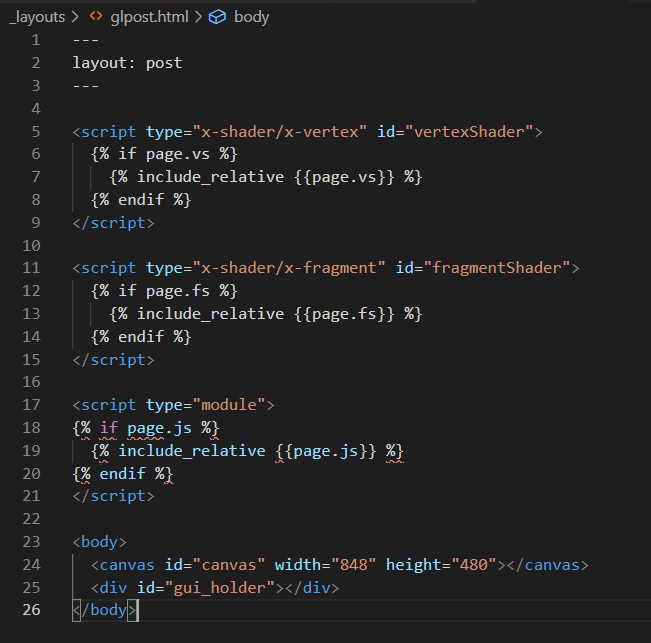 _layouts > <> glpost.html > body
1 ---
2 layout: post
3 ---
4
5 <script type="x-shader/x-vertex" id="vertexShader">
6 {% if page.vs %}
7 {% include_relative {{page.vs}} %}
8 {% endif %}
9 </script>
10
11 <script type="x-shader/x-fragment" id="fragmentShader">
12 {% if page.fs %}
13 {% include_relative {{page.fs}} %}
14 {% endif %}
15 </script>
16
17 <script type="module">
18 {% if page.js %}
19 {% include_relative {{page.js}} %}
20 {% endif %}
21 </script>
22
23 <body>
24 <canvas id="canvas" width="848" height="480"></canvas>
25 <div id="gui_holder"></div>
26 </body>